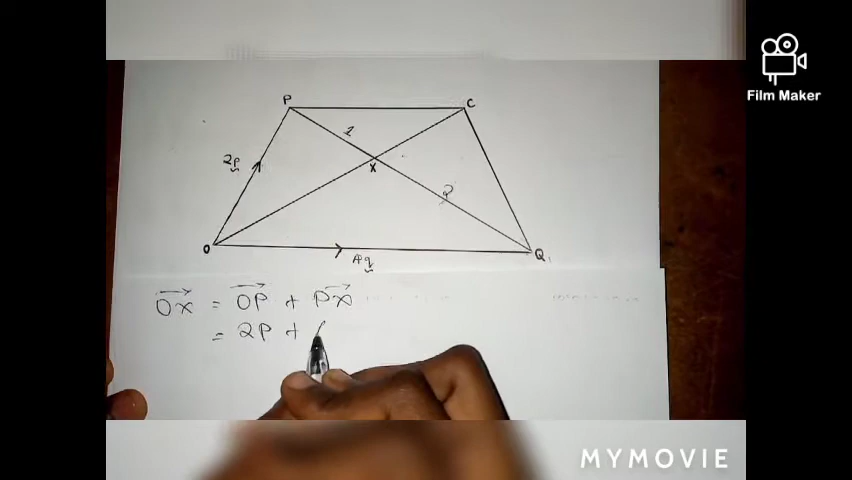 Film Maker
P
C
1
2p
X
2
O
Q
4q
OX = OP + PX
= 2P +
MYMOVIE